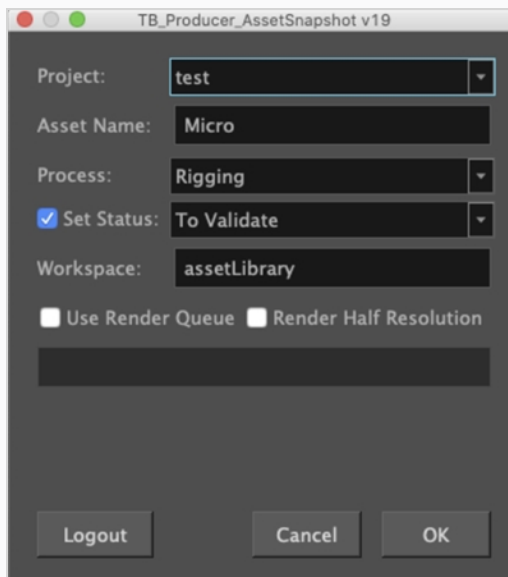 TB_Producer_AssetSnapshot v19
Project: test
Asset Name: Micro
Process: Rigging
Set Status: To Validate
Workspace: assetLibrary
Use Render Queue Render Half Resolution
Logout Cancel OK